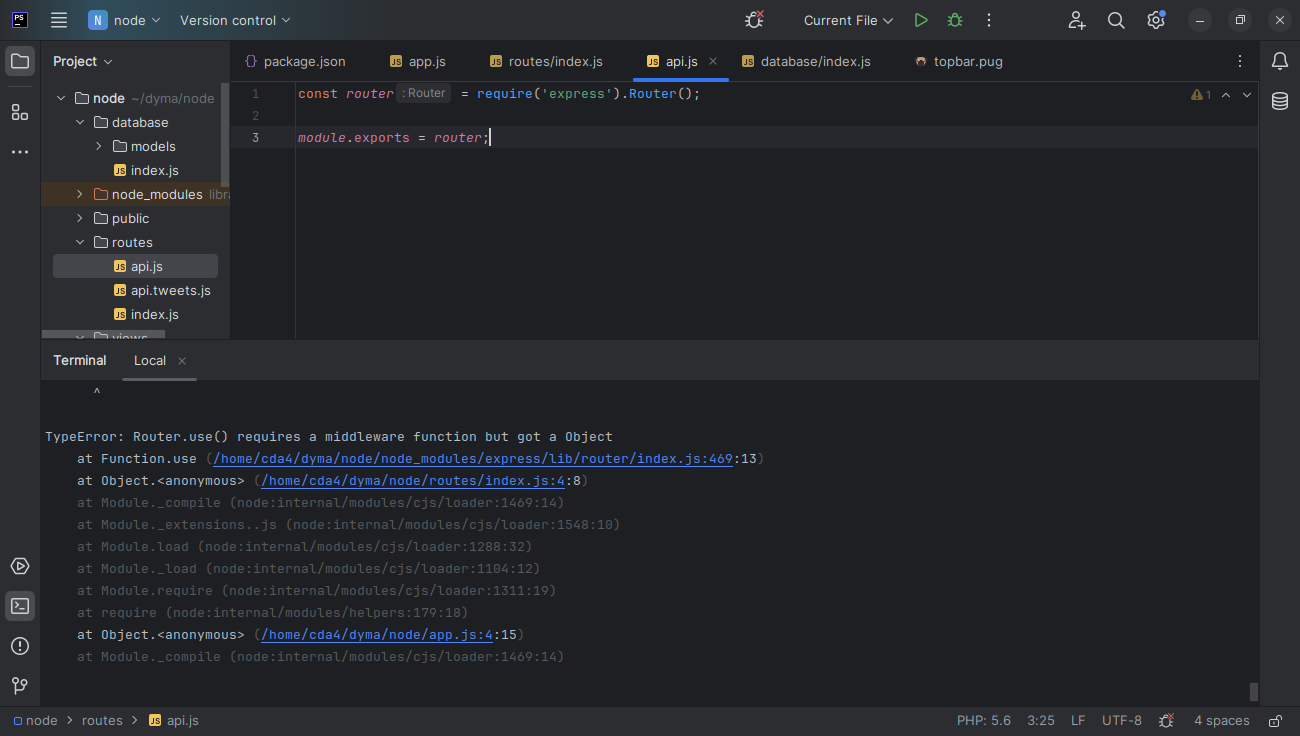 PS
N node Version control Current File
Project
package.json JS app.js JS routes/index.js JS api.js JS database/index.js topbar.pug
node ~/dyma/node
database
models
JS index.js
node_modules libra
public
routes
JS api.js
JS api.tweets.js
JS index.js
views
1 const router : Router = require('express').Router();
2
3 module.exports = router;
1
Terminal Local
^
TypeError: Router.use() requires a middleware function but got a Object
at Function.use (/home/cda4/dyma/node/node_modules/express/lib/router/index.js:469:13)
at Object.<anonymous> (/home/cda4/dyma/node/routes/index.js:4:8)
at Module._compile (node:internal/modules/cjs/loader:1469:14)
at Module._extensions..js (node:internal/modules/cjs/loader:1548:10)
at Module.load (node:internal/modules/cjs/loader:1288:32)
at Module._load (node:internal/modules/cjs/loader:1104:12)
at Module.require (node:internal/modules/cjs/loader:1311:19)
at require (node:internal/modules/helpers:179:18)
at Object.<anonymous> (/home/cda4/dyma/node/app.js:4:15)
at Module._compile (node:internal/modules/cjs/loader:1469:14)
node > routes > JS api.js PHP: 5.6 3:25 LF UTF-8 4 spaces